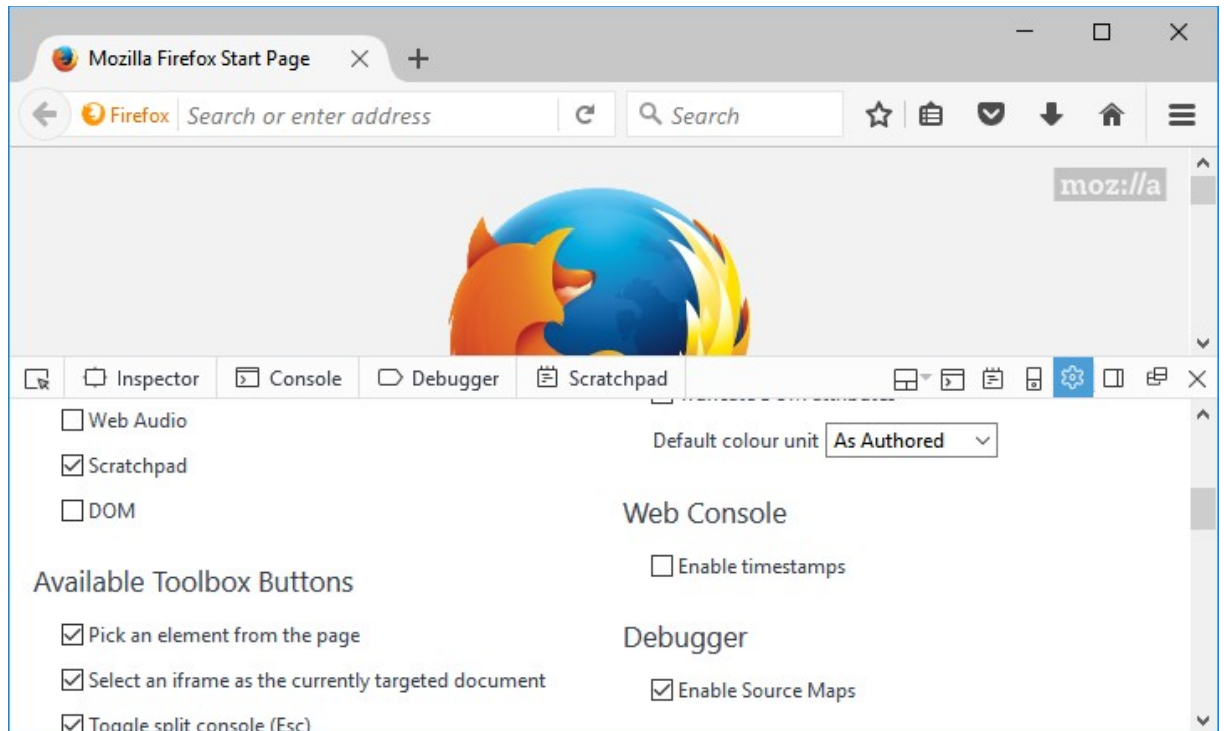 Mozilla Firefox Start Page
Firefox Search or enter address Search
moz://a
Inspector Console Debugger Scratchpad
Web Audio
Scratchpad
DOM
Available Toolbox Buttons
Pick an element from the page
Select an iframe as the currently targeted document
Toggle split console (Esc)
Default colour unit As Authored
Web Console
Enable timestamps
Debugger
Enable Source Maps